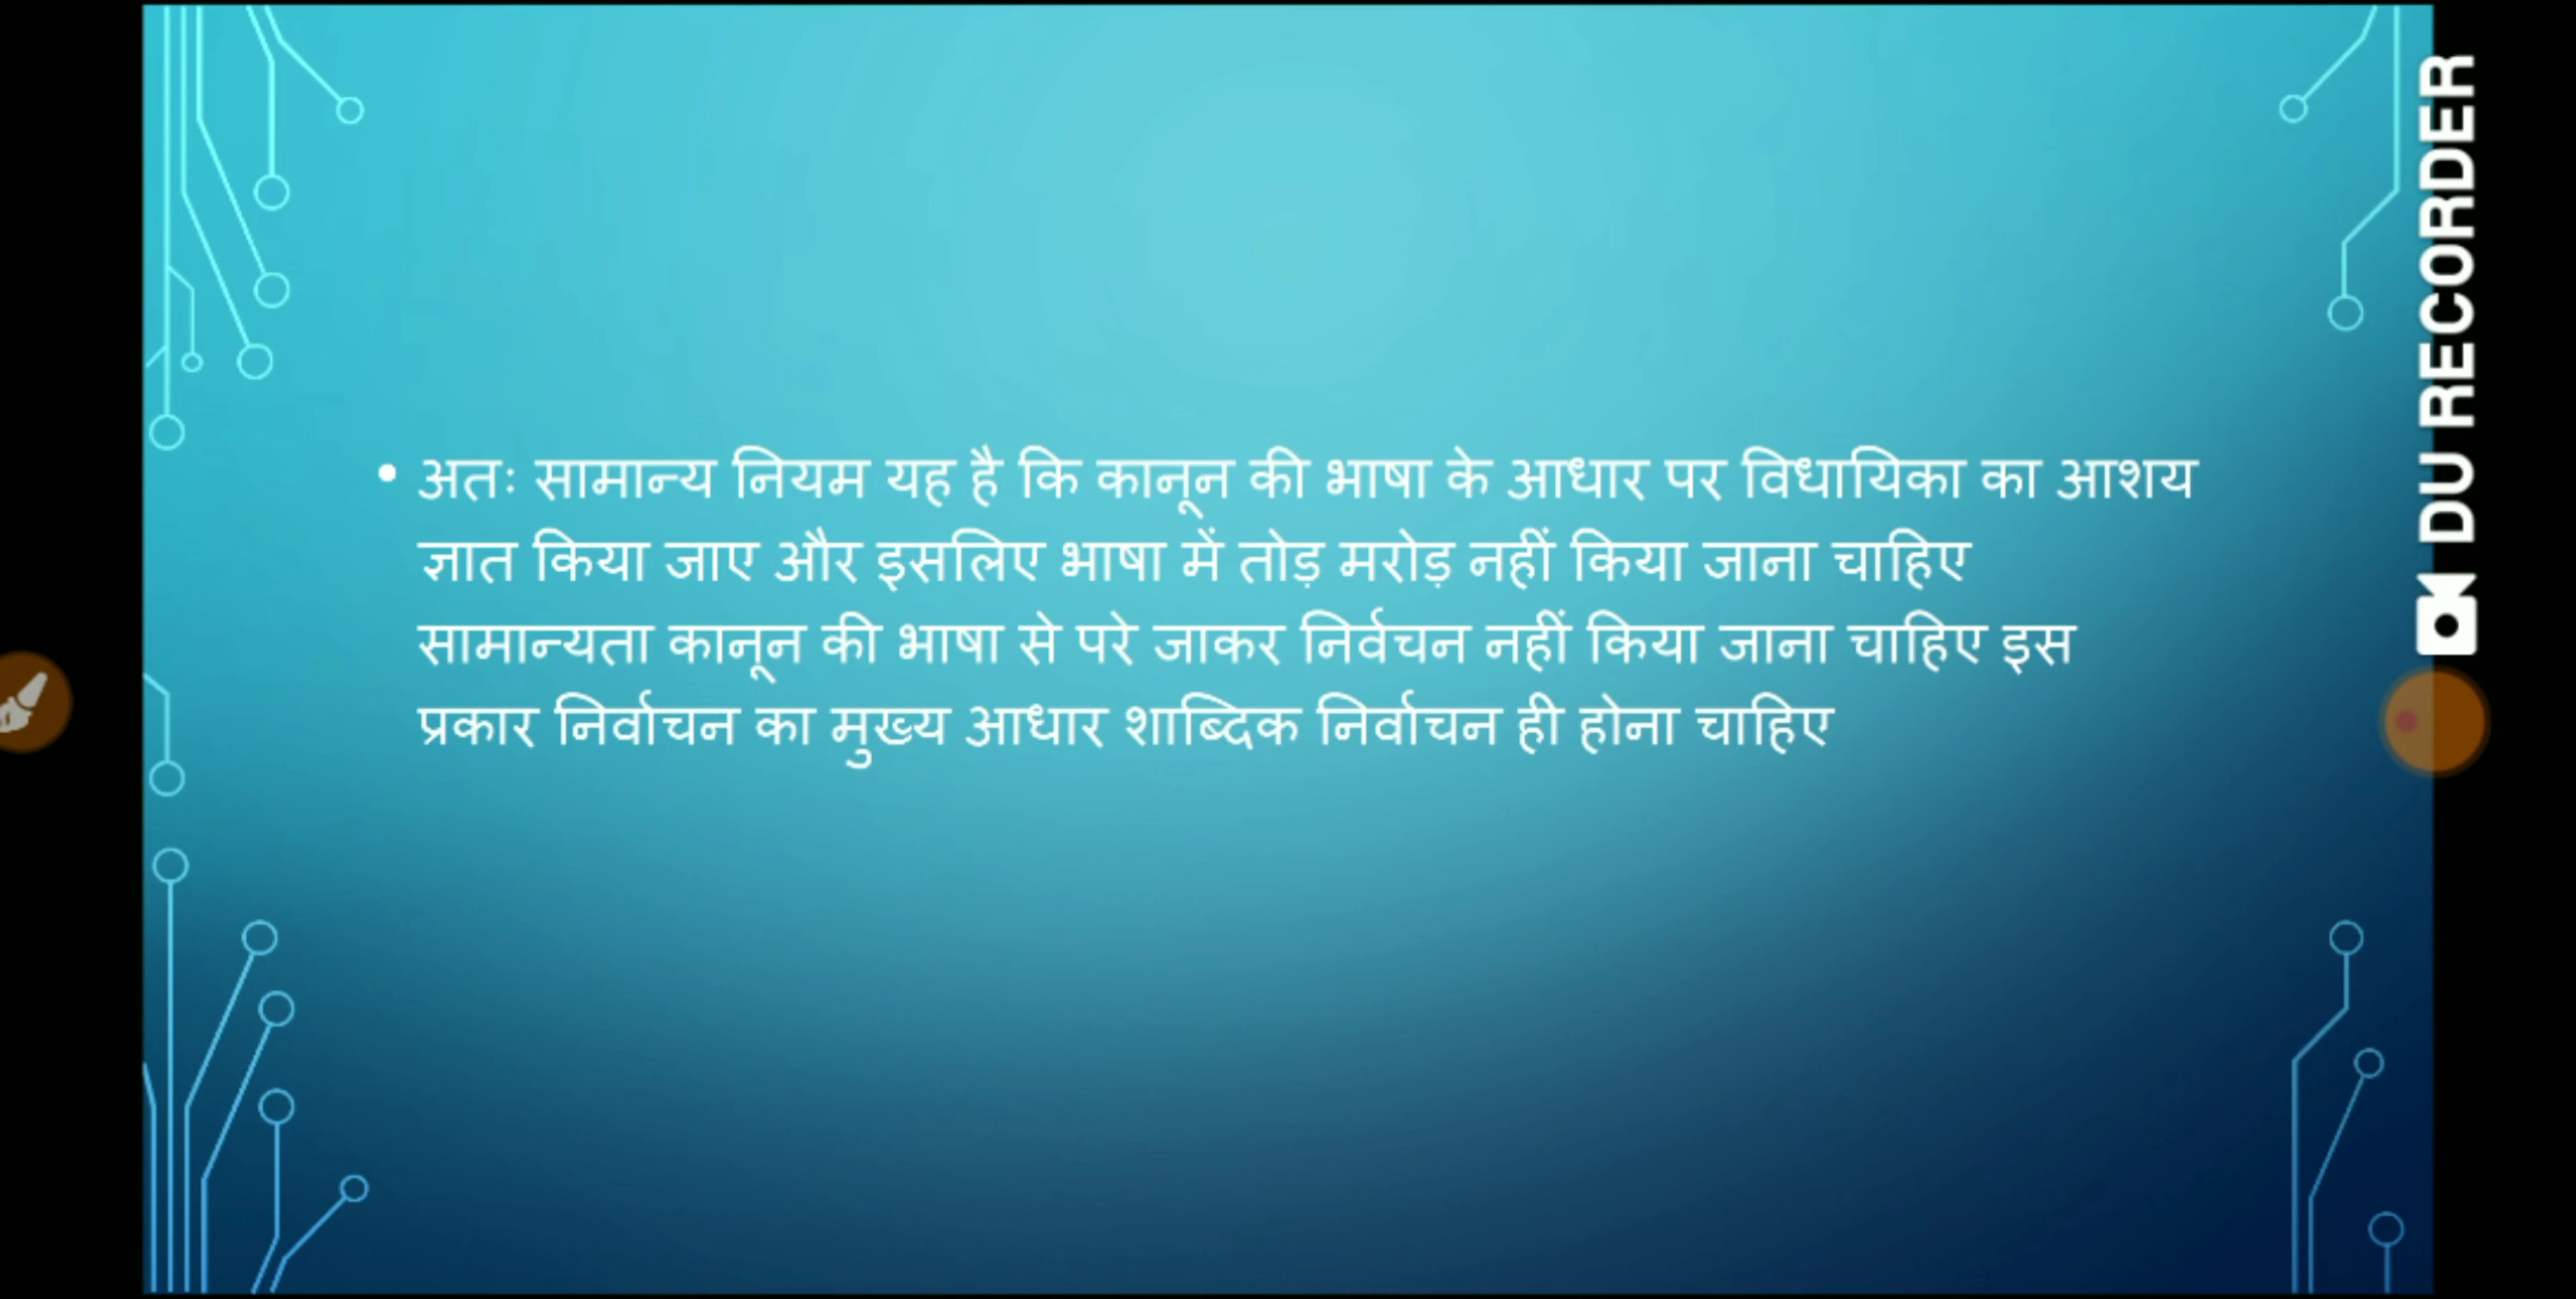 • अतः सामान्य नियम यह है कि कानून की भाषा के आधार पर विधायिका का आशय
ज्ञात किया जाए और इसलिए भाषा में तोड़ मरोड़ नहीं किया जाना चाहिए
सामान्यता कानून की भाषा से परे जाकर निर्वचन नहीं किया जाना चाहिए इस
प्रकार निर्वाचन का मुख्य आधार शाब्दिक निर्वाचन ही होना चाहिए
DU RECORDER